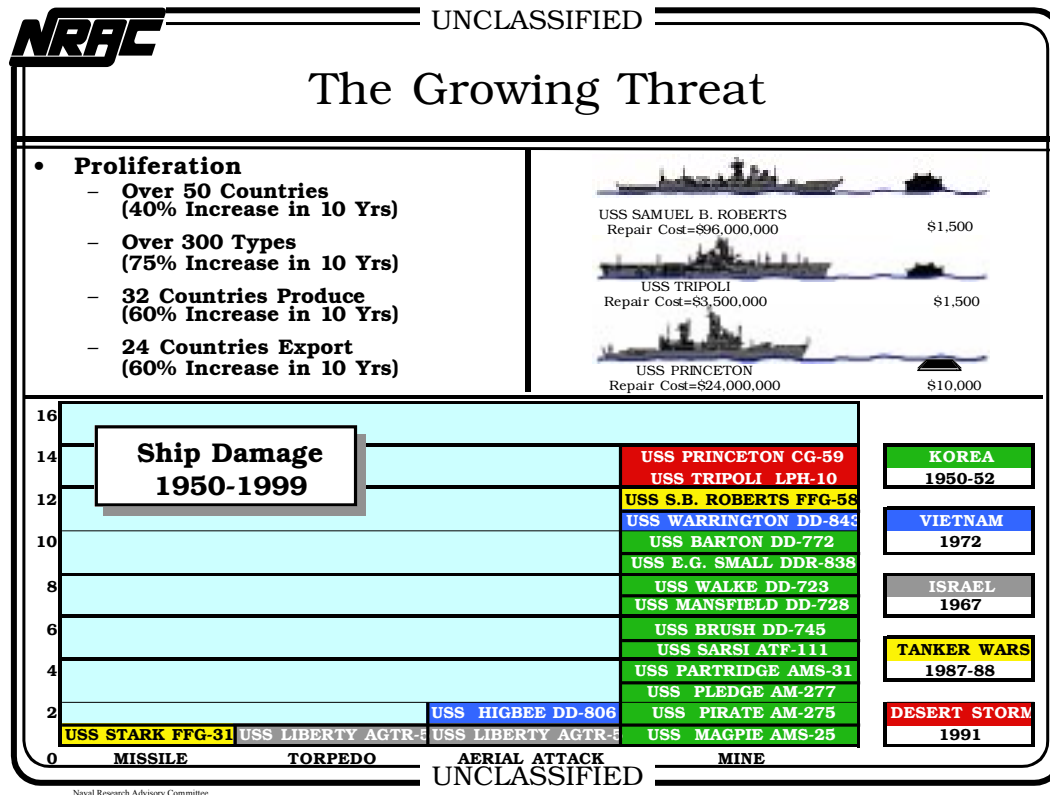 UNCLASSIFIED
NRAC
The Growing Threat
• Proliferation
– Over 50 Countries
(40% Increase in 10 Yrs)
– Over 300 Types
(75% Increase in 10 Yrs)
– 32 Countries Produce
(60% Increase in 10 Yrs)
– 24 Countries Export
(60% Increase in 10 Yrs)
USS SAMUEL B. ROBERTS
Repair Cost=$96,000,000
$1,500
USS TRIPOLI
Repair Cost=$3,500,000
$1,500
USS PRINCETON
Repair Cost=$24,000,000
$10,000
Ship Damage
1950-1999
16
14
12
10
8
6
4
2
0
USS PRINCETON CG-59
USS TRIPOLI LPH-10
USS S.B. ROBERTS FFG-58
USS WARRINGTON DD-843
USS BARTON DD-772
USS E.G. SMALL DDR-838
USS WALKE DD-723
USS MANSFIELD DD-728
USS BRUSH DD-745
USS SARSI ATF-111
USS PARTRIDGE AMS-31
USS PLEDGE AM-277
USS HIGBEE DD-806
USS PIRATE AM-275
USS STARK FFG-31
USS LIBERTY AGTR-5
USS LIBERTY AGTR-5
USS MAGPIE AMS-25
MISSILE
TORPEDO
AERIAL ATTACK
MINE
KOREA
1950-52
VIETNAM
1972
ISRAEL
1967
TANKER WARS
1987-88
DESERT STORM
1991
UNCLASSIFIED
Naval Research Advisory Committee